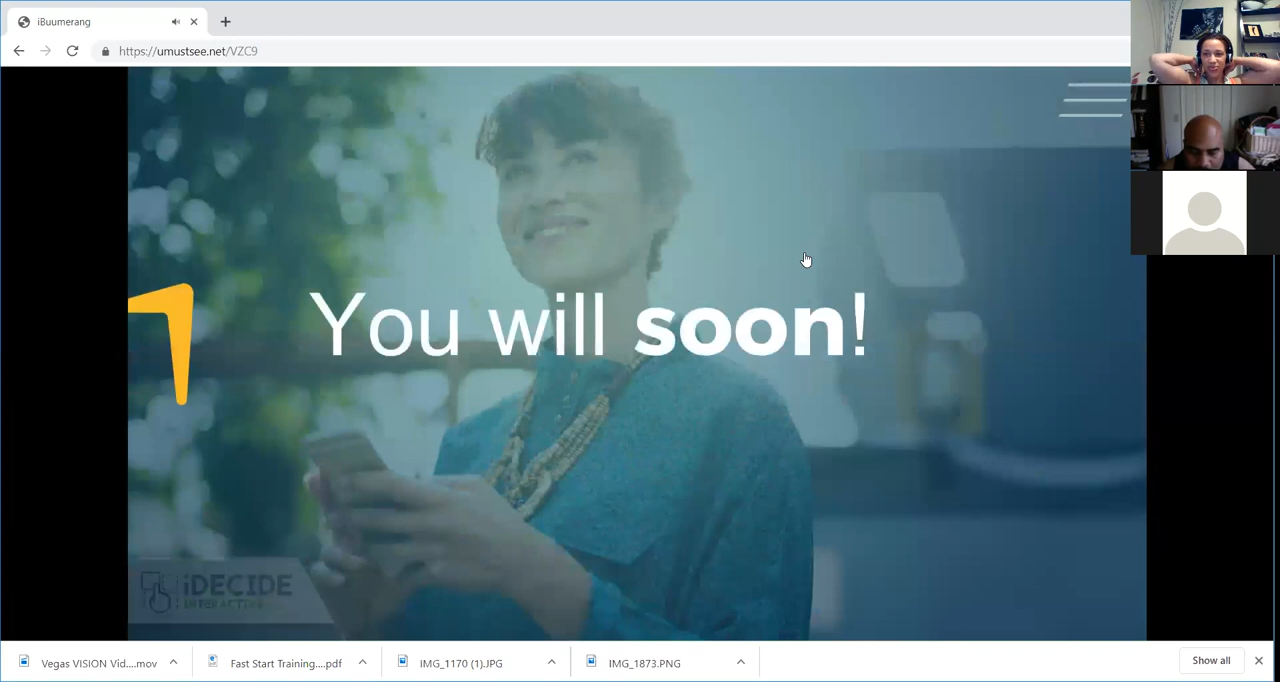 iBuumerang
https://umustsee.net/VZC9
You will soon!
iDECIDE
INTERACTIVE
Vegas VISION Vid....mov
Fast Start Training....pdf
IMG_1170 (1).JPG
IMG_1873.PNG
Show all